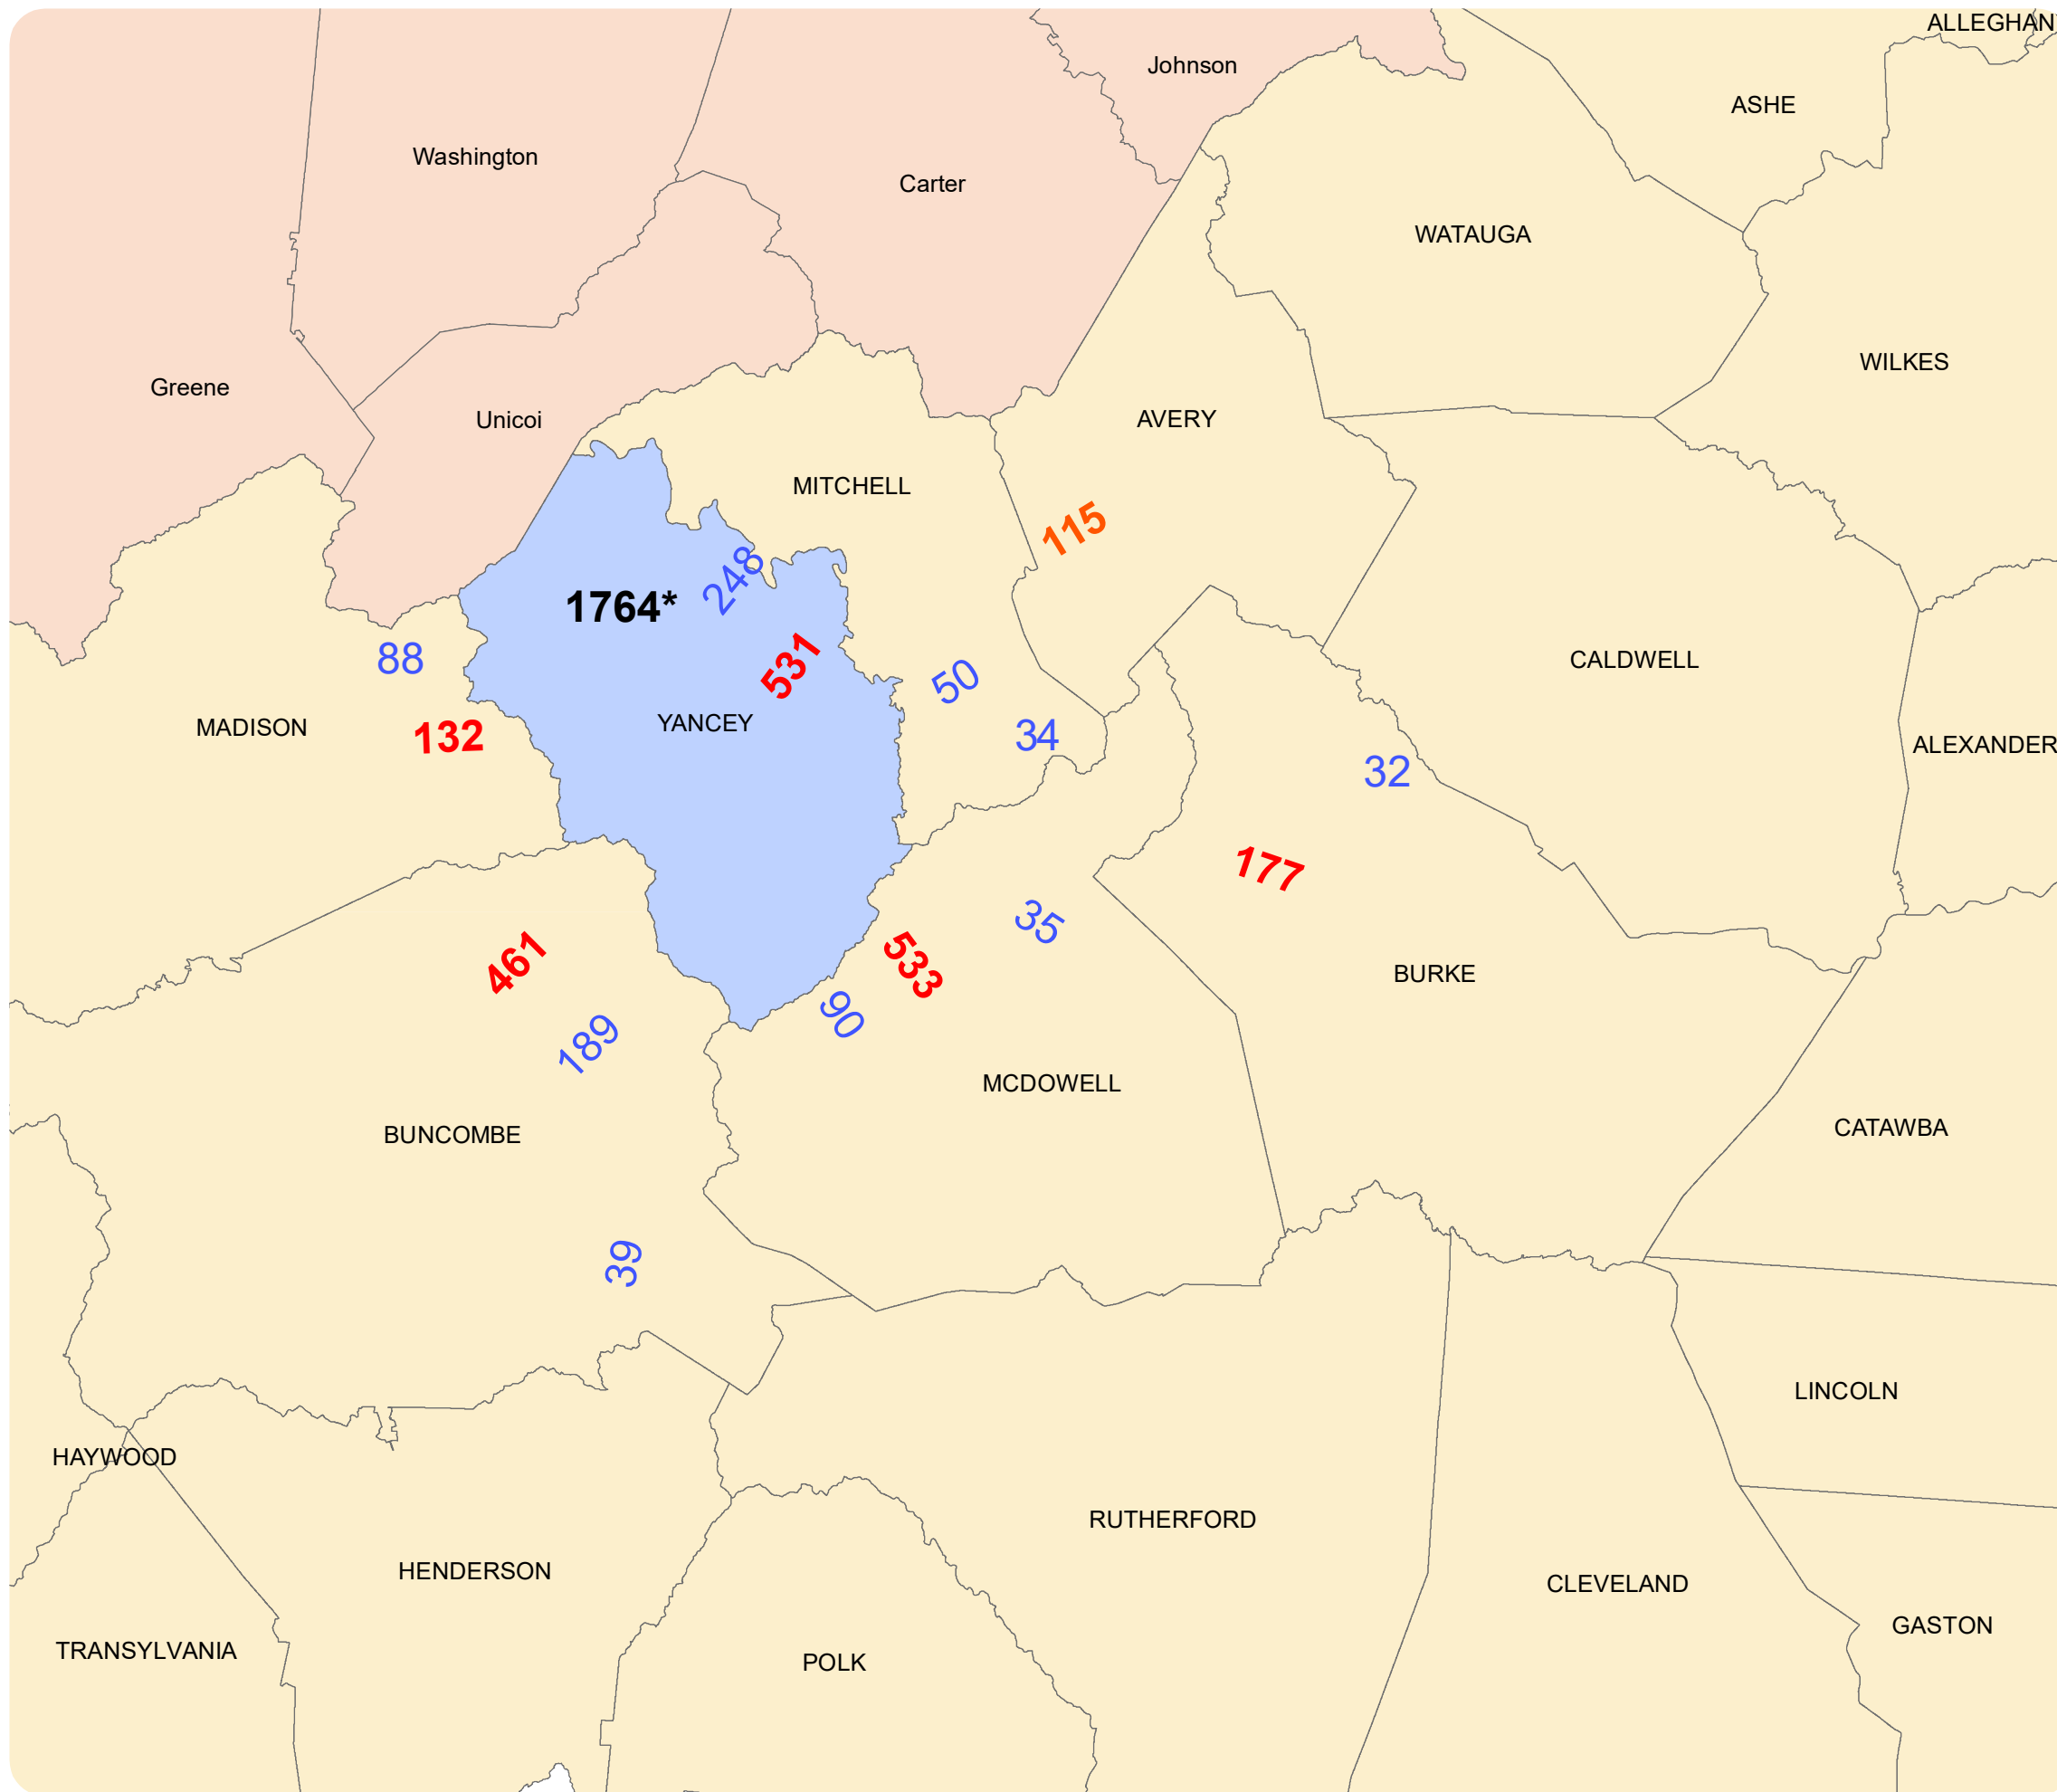 ALLEGHAN
Johnson
ASHE
Washington
Carter
WATAUGA
WILKES
Greene
Unicoi
AVERY
MITCHELL
115
248
1764*
531
88
CALDWELL
50
YANCEY
MADISON
132
34
ALEXANDER
32
177
35
461
533
BURKE
90
189
MCDOWELL
BUNCOMBE
CATAWBA
39
LINCOLN
HAYWOOD
RUTHERFORD
HENDERSON
CLEVELAND
GASTON
TRANSYLVANIA
POLK